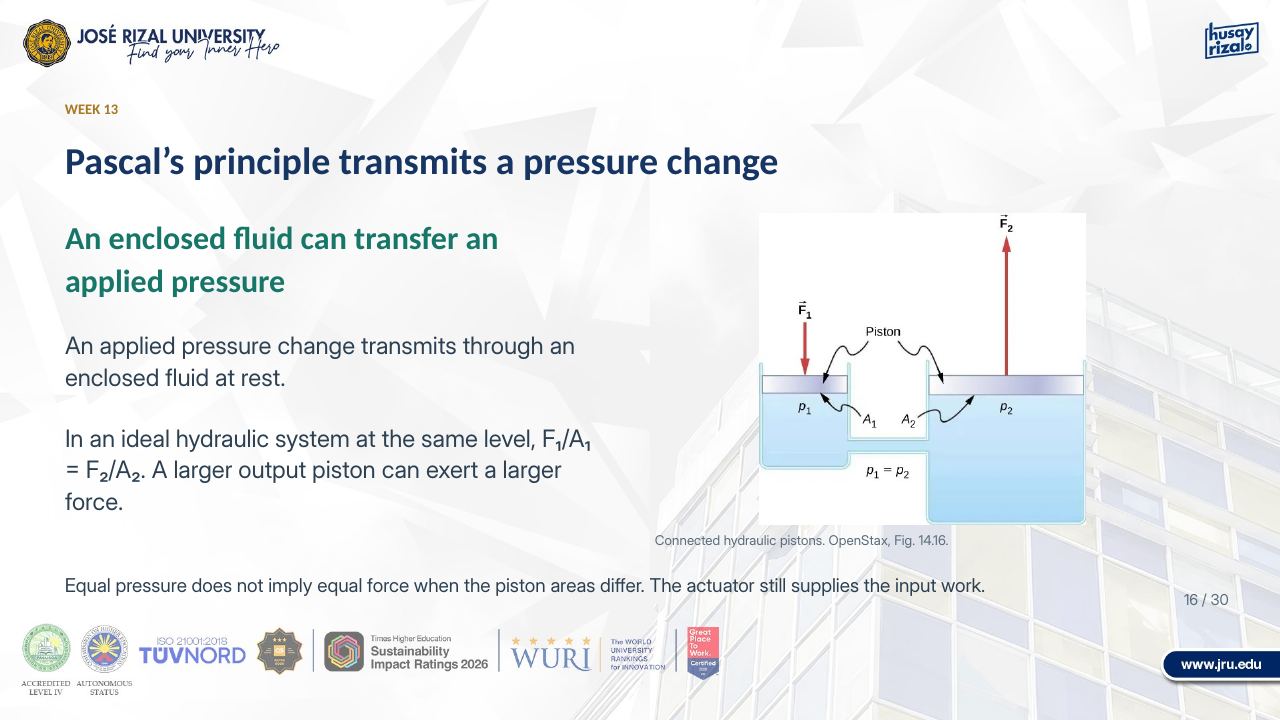 JOSÉ RIZAL UNIVERSITY
Find your Inner Hero
husay
rizal
WEEK 13
Pascal’s principle transmits a pressure change
An enclosed fluid can transfer an
applied pressure
An applied pressure change transmits through an
enclosed fluid at rest.
In an ideal hydraulic system at the same level, F₁/A₁
= F₂/A₂. A larger output piston can exert a larger
force.
F₂
F₁
Piston
p₁
A₁
A₂
p₂
p₁ = p₂
Connected hydraulic pistons. OpenStax, Fig. 14.16.
Equal pressure does not imply equal force when the piston areas differ. The actuator still supplies the input work.
16 / 30
ACCREDITED
LEVEL IV
AUTONOMOUS
STATUS
ISO 21001:2018
TÜVNORD
Times Higher Education
Sustainability
Impact Ratings 2026
WURI
The WORLD
UNIVERSITY
RANKINGS
for INNOVATION
Great
Place
To
Work.
Certified
www.jru.edu